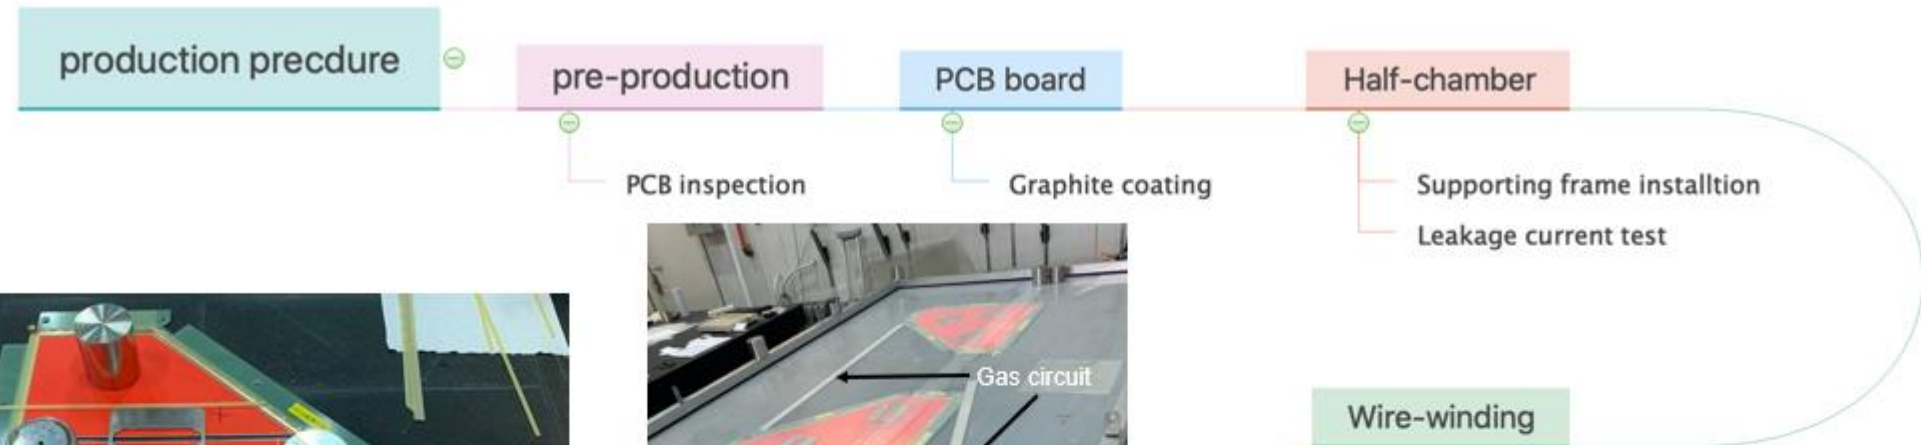 production precdure
pre-production
PCB board
Half-chamber
PCB inspection
Graphite coating
Supporting frame installtion
Leakage current test
Gas circuit
Wire-winding